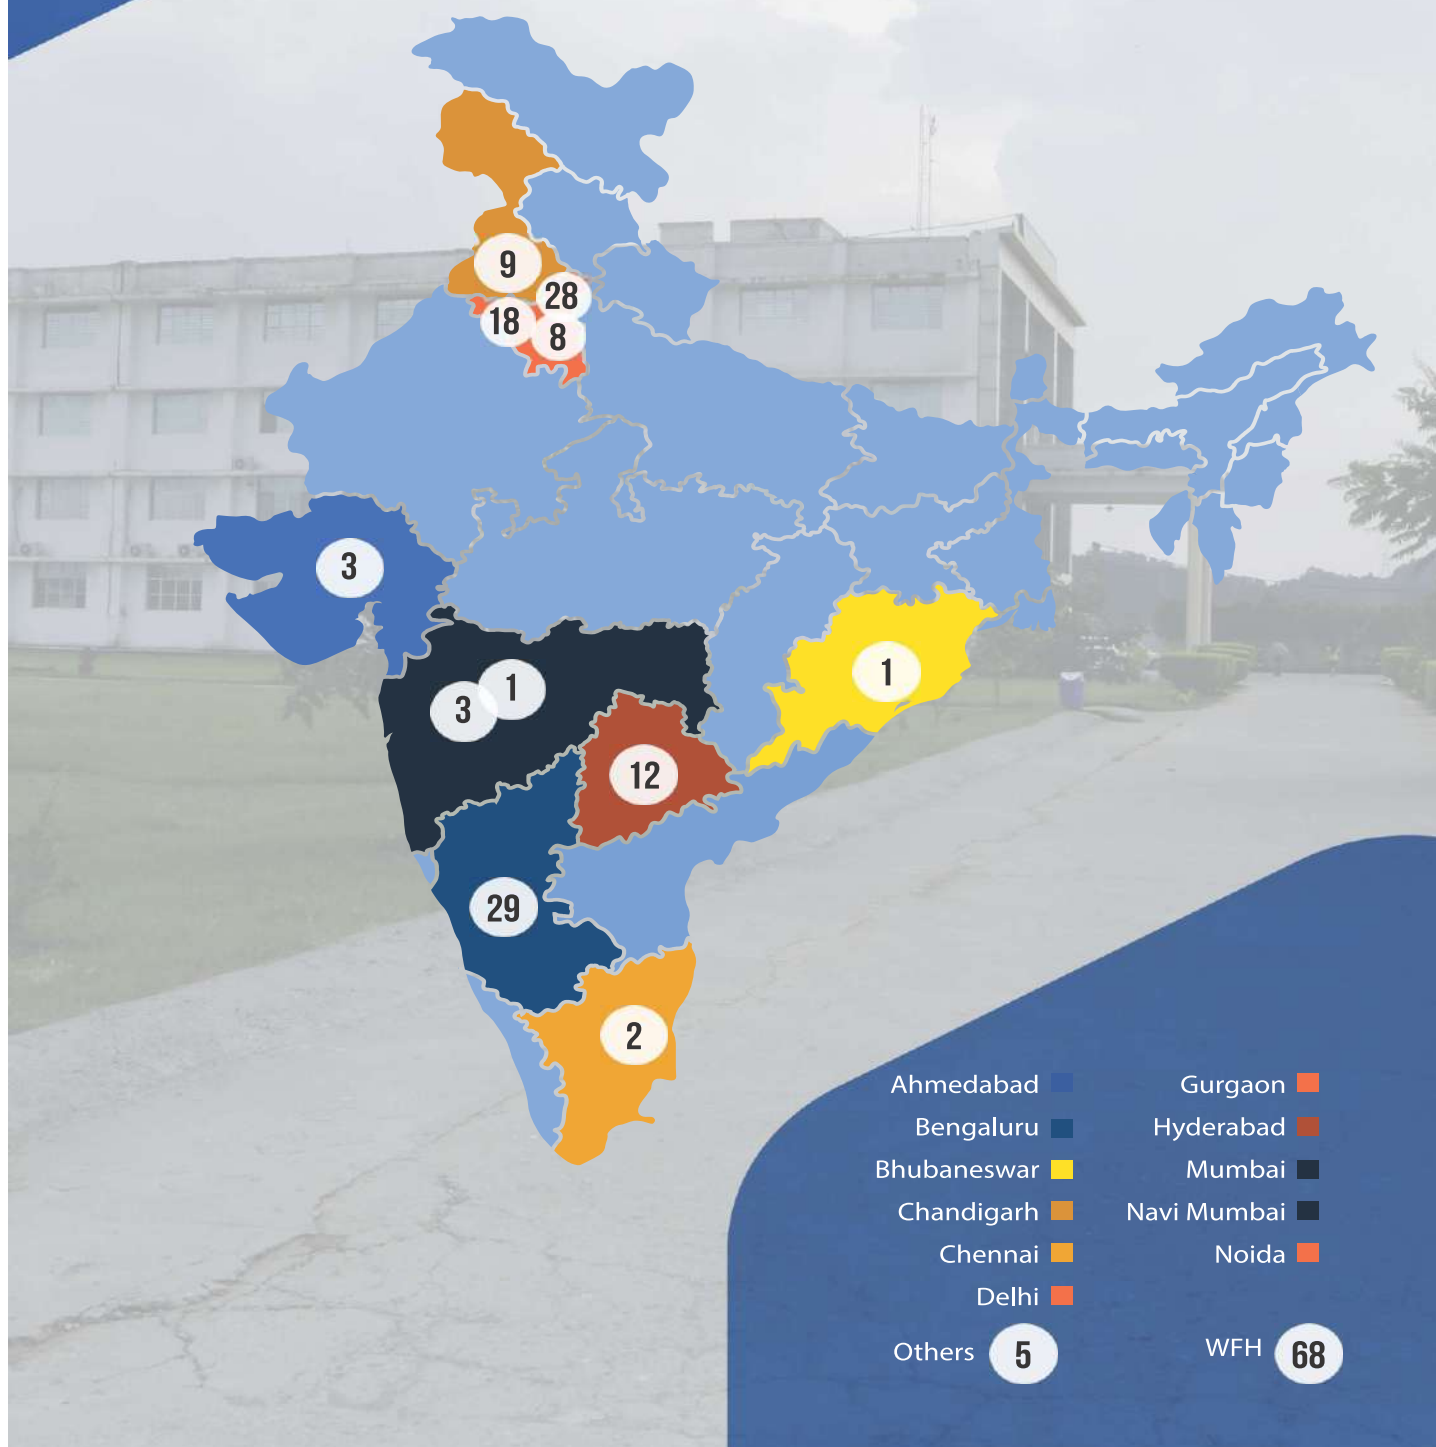 9
28
18
8
3
1
3
1
12
29
2
Ahmedabad
Bengaluru
Bhubaneswar
Chandigarh
Chennai
Delhi
Gurgaon
Hyderabad
Mumbai
Navi Mumbai
Noida
Others 5
WFH 68